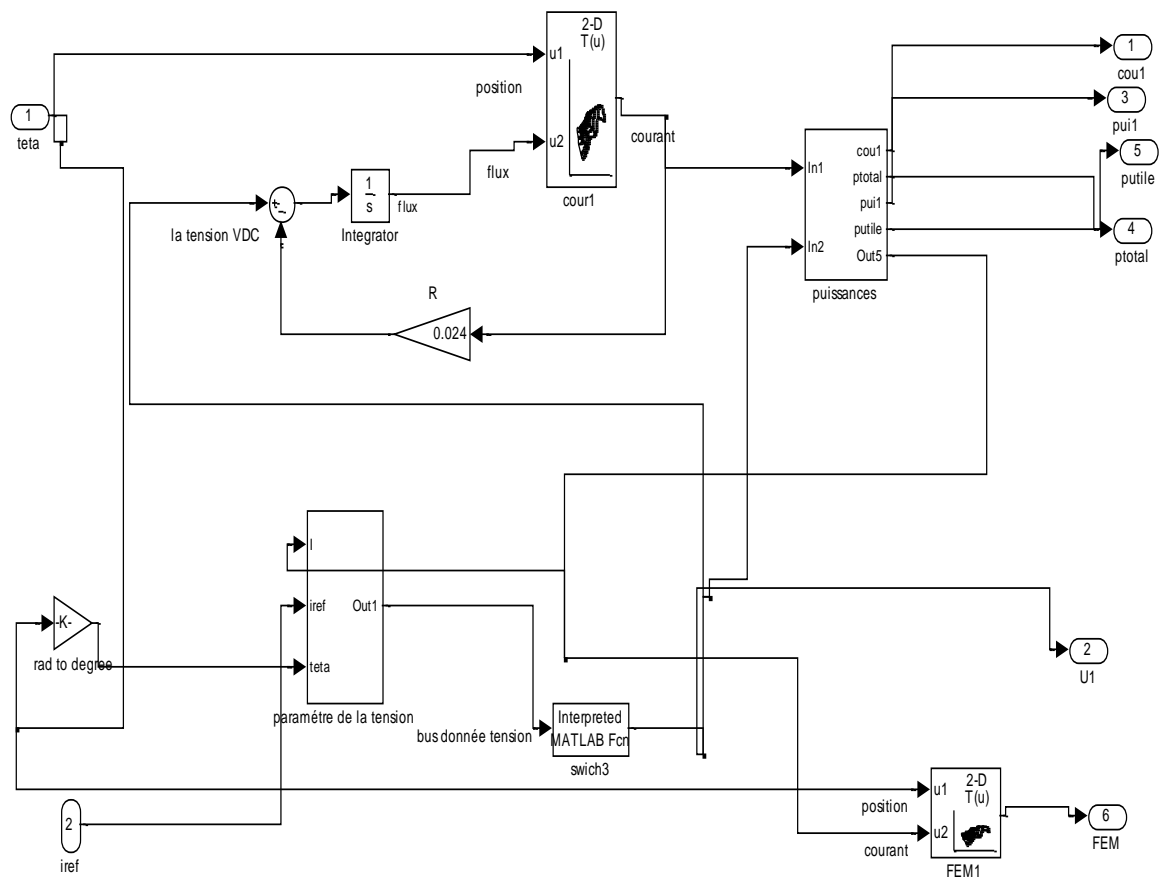 2-D
T(u)
u1
1
cou1
position
3
pui1
1
teta
courant
u2
cou1
5
In1
ptotal
putile
flux
1
s
flux
cour1
pui1
+
-
putile
4
la tension VDC
Integrator
In2
Out5
ptotal
puissances
R
0.024
I
iref
Out1
-K-
rad to degree
teta
2
U1
paramétre de la tension
Interpreted
MATLAB Fcn
bus donnée tension
swich3
2-D
T(u)
u1
position
2
u2
6
courant
FEM
iref
FEM1